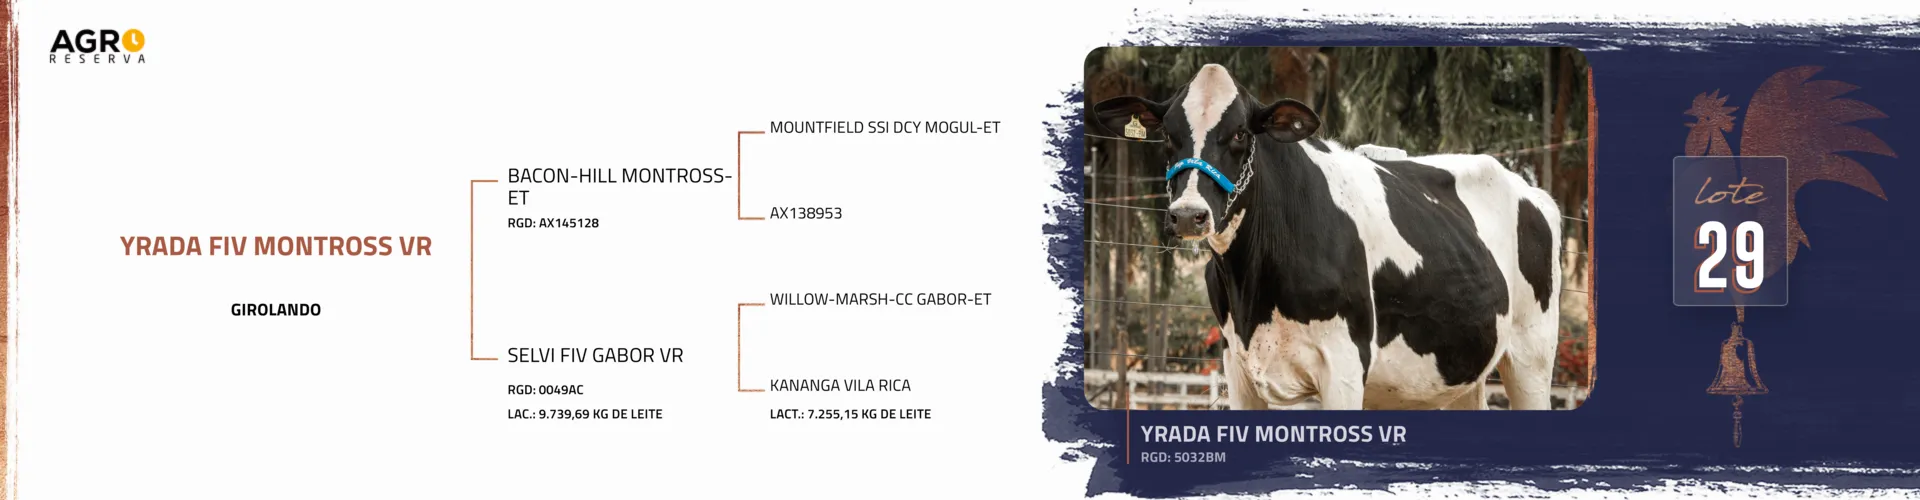 AGRO
RESERVA
YRADA FIV MONTROSS VR
GIROLANDO
BACON-HILL MONTROSS-
ET
RGD: AX145128
SELVI FIV GABOR VR
RGD: 0049AC
LAC.: 9.739,69 KG DE LEITE
MOUNTFIELD SSI DCY MOGUL-ET
AX138953
WILLOW-MARSH-CC GABOR-ET
KANANGA VILA RICA
LACT.: 7.255,15 KG DE LEITE
Vila Rica
lote
29
YRADA FIV MONTROSS VR
RGD: 5032BM